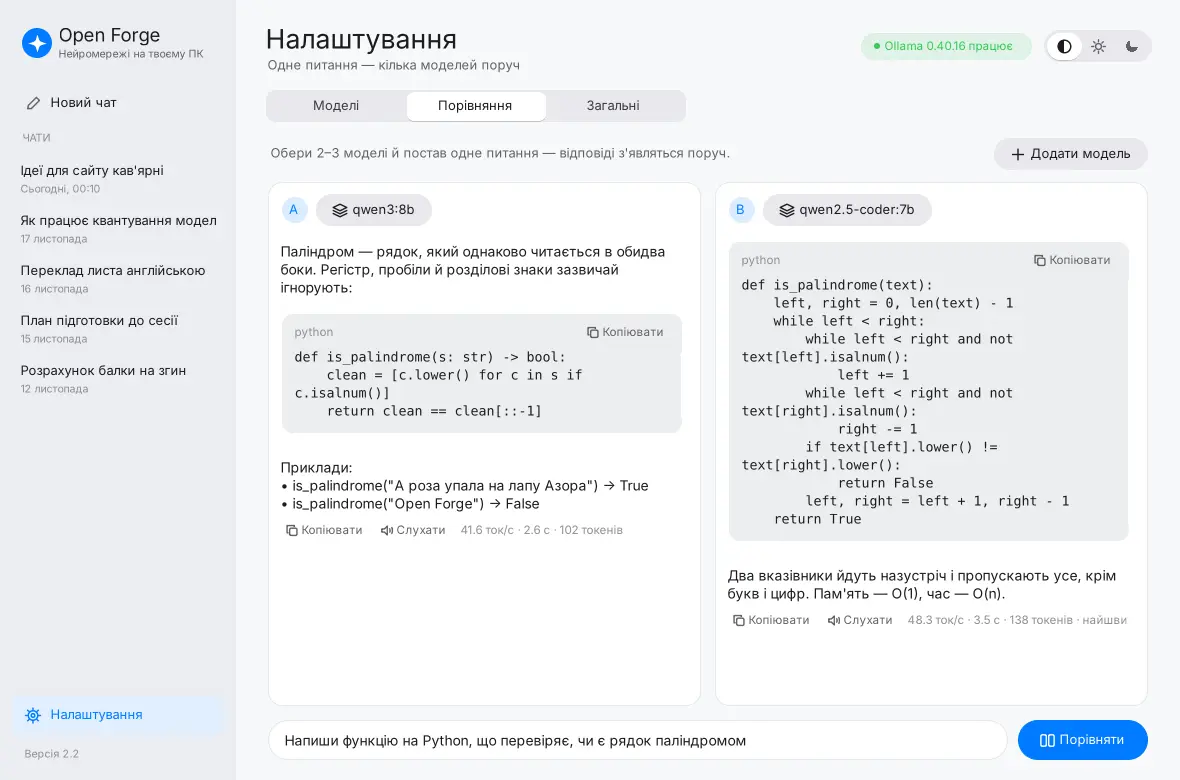 Open Forge
Нейромережі на твоєму ПК
Новий чат
ЧАТИ
Ідеї для сайту кав'ярні
Сьогодні, 00:10
Як працює квантування модел
17 листопада
Переклад листа англійською
16 листопада
План підготовки до сесії
15 листопада
Розрахунок балки на згин
12 листопада
Налаштування
Версія 2.2
Налаштування
Одне питання — кілька моделей поруч
Ollama 0.40.16 працює
Моделі
Порівняння
Загальні
Обери 2–3 моделі й постав одне питання — відповіді з'являться поруч.
Додати модель
A
qwen3:8b
Паліндром — рядок, який однаково читається в обидва
боки. Регістр, пробіли й розділові знаки зазвичай
ігнорують:
python
Копіювати
def is_palindrome(s: str) -> bool:
    clean = [c.lower() for c in s if
c.isalnum()]
    return clean == clean[::-1]
Приклади:
• is_palindrome("А роза упала на лапу Азора") → True
• is_palindrome("Open Forge") → False
Копіювати
Слухати
41.6 ток/с · 2.6 с · 102 токенів
B
qwen2.5-coder:7b
python
Копіювати
def is_palindrome(text):
    left, right = 0, len(text) - 1
    while left < right:
        while left < right and not
text[left].isalnum():
            left += 1
        while left < right and not
text[right].isalnum():
            right -= 1
        if text[left].lower() !=
text[right].lower():
            return False
        left, right = left + 1, right - 1
    return True
Два вказівники йдуть назустріч і пропускають усе, крім
букв і цифр. Пам'ять — O(1), час — O(n).
Копіювати
Слухати
48.3 ток/с · 3.5 с · 138 токенів · найшви
Напиши функцію на Python, що перевіряє, чи є рядок паліндромом
Порівняти